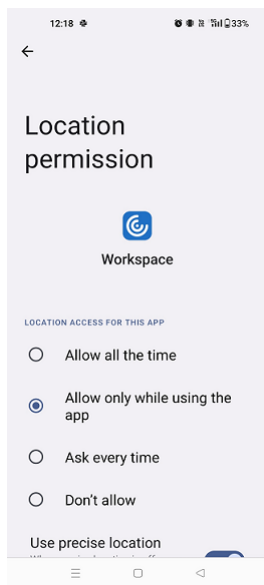 12:18 33%
Location
permission
Workspace
LOCATION ACCESS FOR THIS APP
Allow all the time
Allow only while using the
app
Ask every time
Don't allow
Use precise location